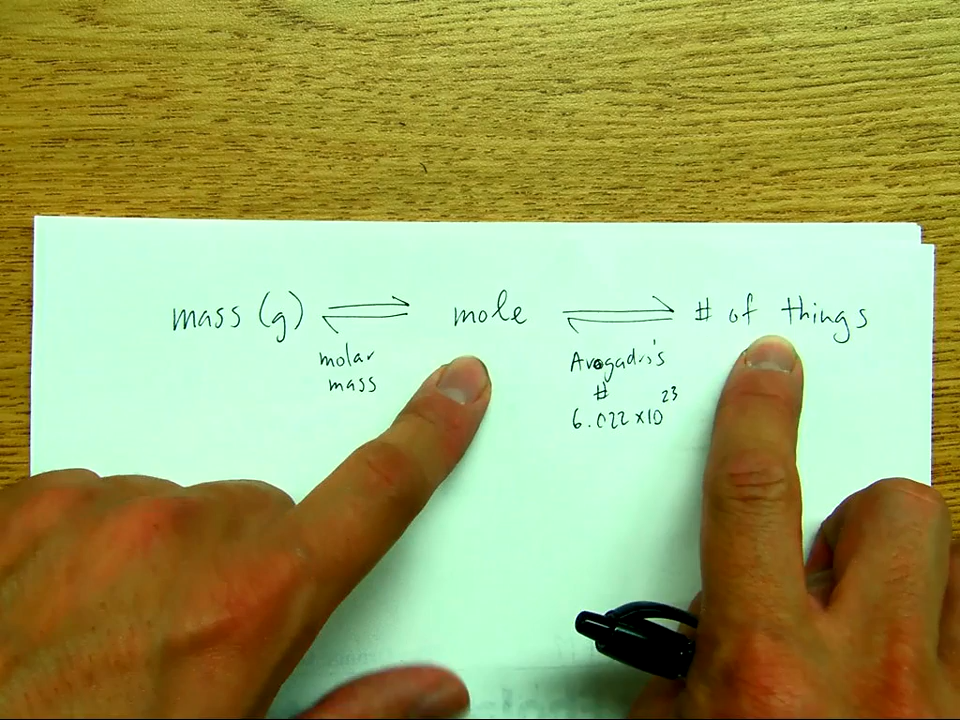 mass (g) ⇌ mole ⇌ # of things
molar
mass
Avogadro's
#
6.022 x 10^23